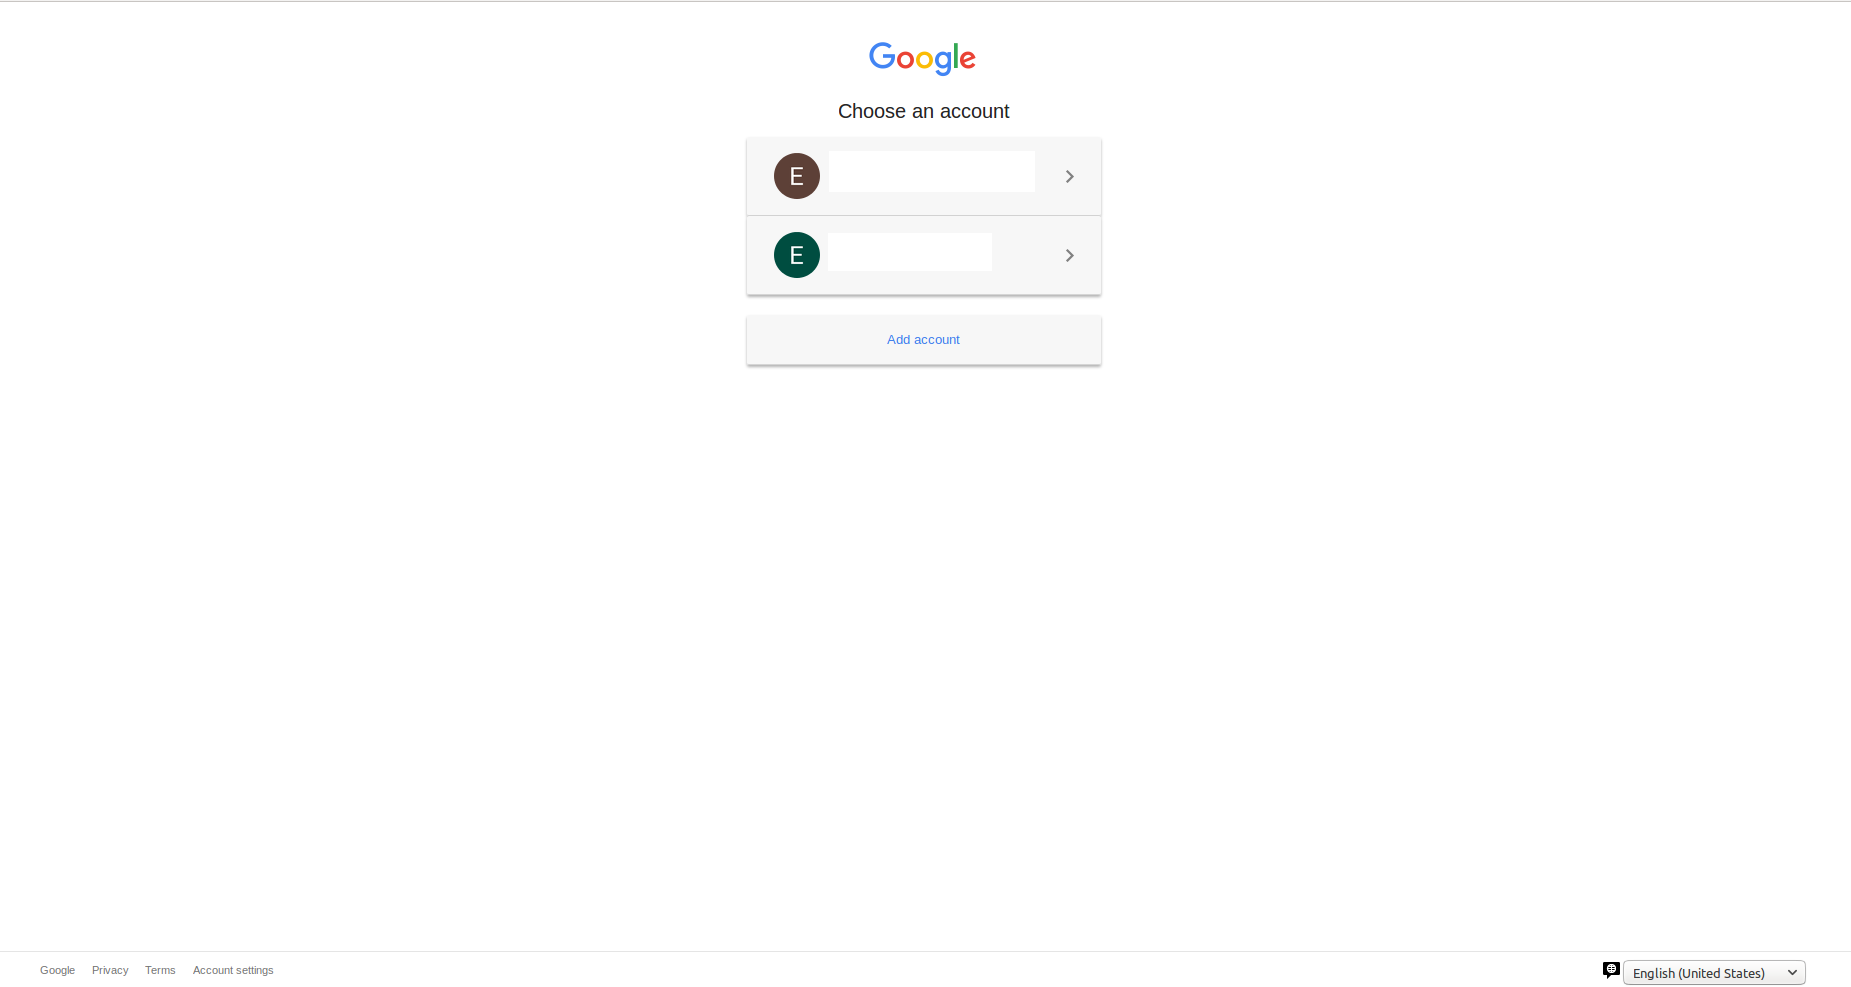 Google
Choose an account
E
E
Add account
Google Privacy Terms Account settings
English (United States)